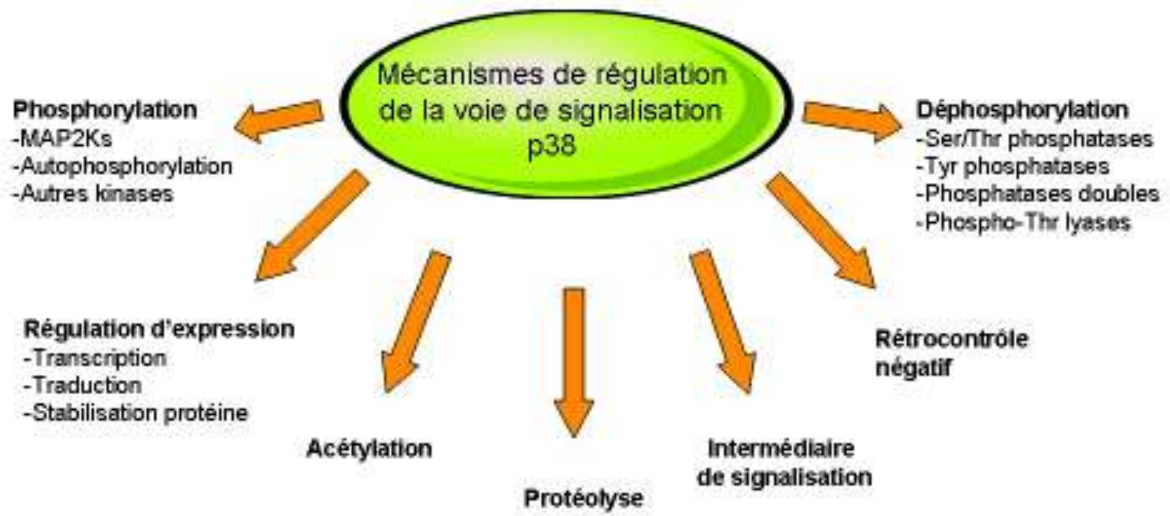 Mécanismes de régulation
de la voie de signalisation
p38
Phosphorylation
-MAP2Ks
-Autophosphorylation
-Autres kinases
Déphosphorylation
-Ser/Thr phosphatases
-Tyr phosphatases
-Phosphatases doubles
-Phospho-Thr lyases
Régulation d'expression
-Transcription
-Traduction
-Stabilisation protéine
Acétylation
Protéolyse
Intermédiaire
de signalisation
Rétrocontrôle
négatif